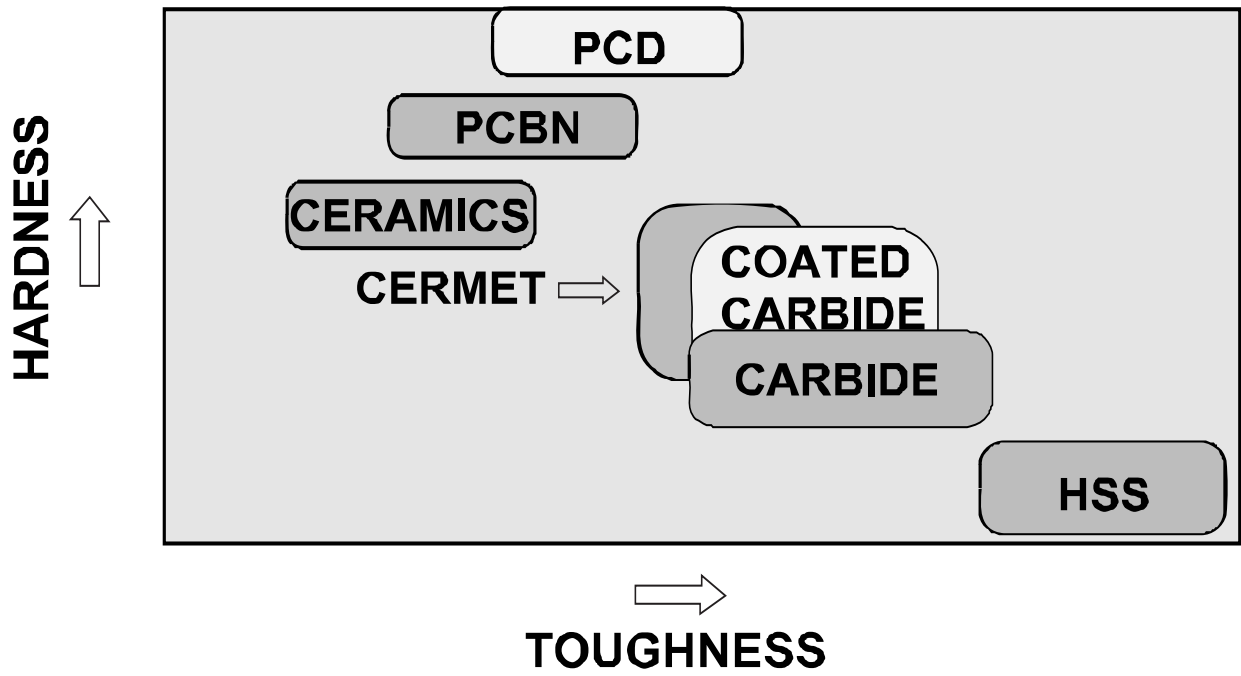 PCD
PCBN
CERAMICS
CERMET
COATED
CARBIDE
CARBIDE
HSS
HARDNESS
TOUGHNESS